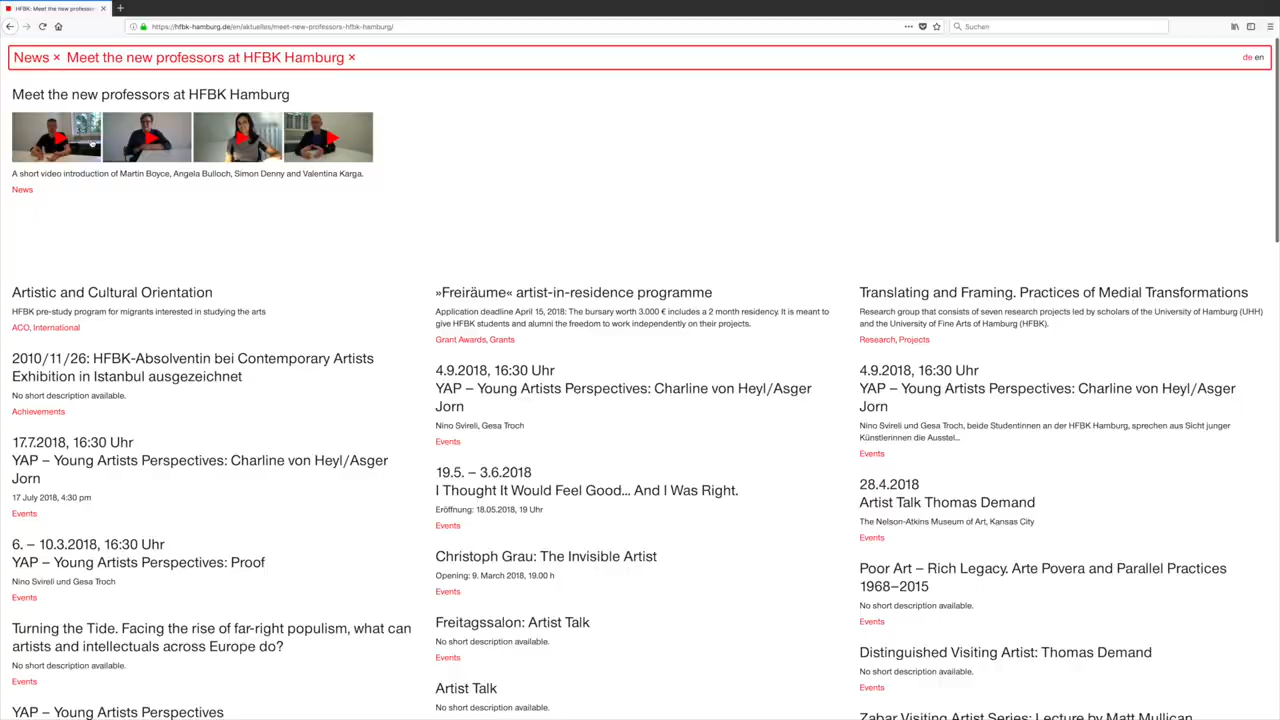 HFBK: Meet the new professors
https://hfbk-hamburg.de/en/aktuelles/meet-new-professors-hfbk-hamburg/
Suchen
News × Meet the new professors at HFBK Hamburg ×
de en
Meet the new professors at HFBK Hamburg
A short video introduction of Martin Boyce, Angela Bulloch, Simon Denny and Valentina Karga.
News
Artistic and Cultural Orientation
HFBK pre-study program for migrants interested in studying the arts
ACO, International
2010/11/26: HFBK-Absolventin bei Contemporary Artists
Exhibition in Istanbul ausgezeichnet
No short description available.
Achievements
17.7.2018, 16:30 Uhr
YAP – Young Artists Perspectives: Charline von Heyl/Asger
Jorn
17 July 2018, 4:30 pm
Events
6. – 10.3.2018, 16:30 Uhr
YAP – Young Artists Perspectives: Proof
Nino Svireli und Gesa Troch
Events
Turning the Tide. Facing the rise of far-right populism, what can
artists and intellectuals across Europe do?
No short description available.
Events
YAP – Young Artists Perspectives
»Freiräume« artist-in-residence programme
Application deadline April 15, 2018: The bursary worth 3.000 € includes a 2 month residency. It is meant to
give HFBK students and alumni the freedom to work independently on their projects.
Grant Awards, Grants
4.9.2018, 16:30 Uhr
YAP – Young Artists Perspectives: Charline von Heyl/Asger
Jorn
Nino Svireli, Gesa Troch
Events
19.5. – 3.6.2018
I Thought It Would Feel Good... And I Was Right.
Eröffnung: 18.05.2018, 19 Uhr
Events
Christoph Grau: The Invisible Artist
Opening: 9. March 2018, 19.00 h
Events
Freitagssalon: Artist Talk
No short description available.
Events
Artist Talk
No short description available.
Translating and Framing. Practices of Medial Transformations
Research group that consists of seven research projects led by scholars of the University of Hamburg (UHH)
and the University of Fine Arts of Hamburg (HFBK).
Research, Projects
4.9.2018, 16:30 Uhr
YAP – Young Artists Perspectives: Charline von Heyl/Asger
Jorn
Nino Svireli und Gesa Troch, beide Studentinnen an der HFBK Hamburg, sprechen aus Sicht junger
Künstlerinnen die Ausstel...
Events
28.4.2018
Artist Talk Thomas Demand
The Nelson-Atkins Museum of Art, Kansas City
Events
Poor Art – Rich Legacy. Arte Povera and Parallel Practices
1968–2015
No short description available.
Events
Distinguished Visiting Artist: Thomas Demand
No short description available.
Events
Zabar Visiting Artist Series: Lecture by Matt Mullican